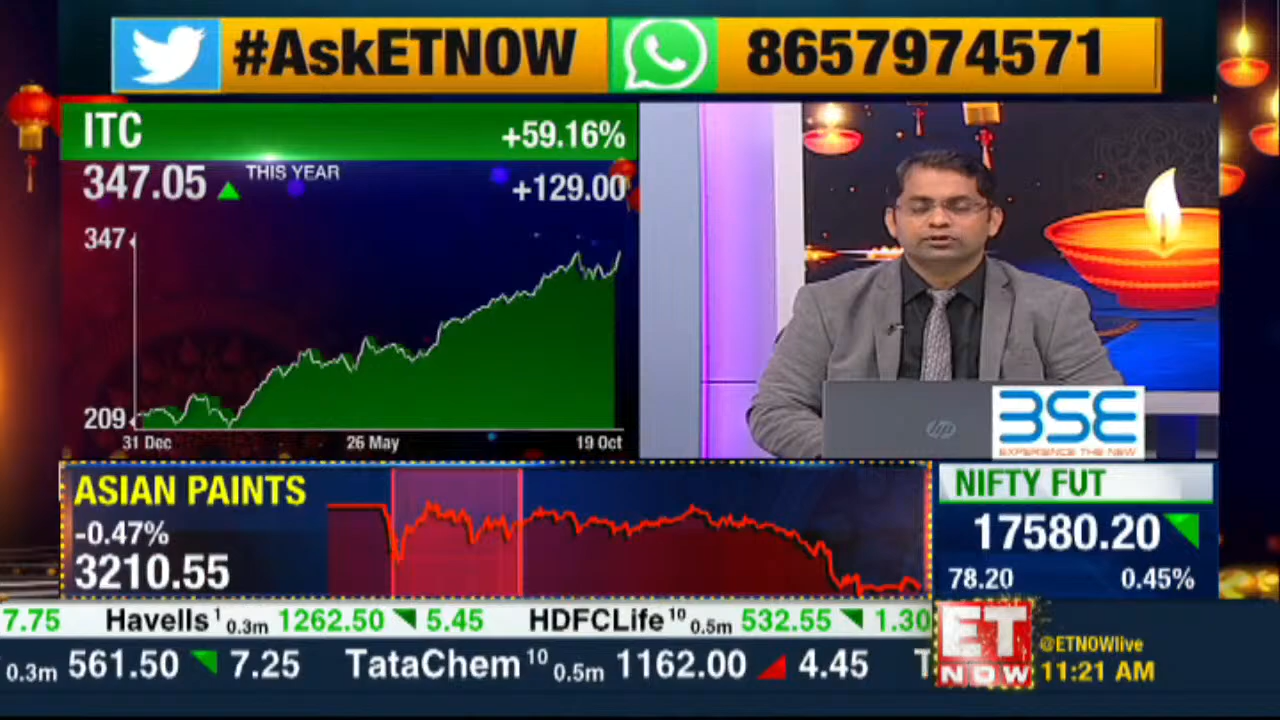 #AskETNOW 8657974571
ITC +59.16%
347.05 THIS YEAR +129.00
347
209
31 Dec 26 May 19 Oct
hp
BSE
EXPERIENCE THE NEW
ASIAN PAINTS
-0.47%
3210.55
NIFTY FUT
17580.20
78.20 0.45%
7.75 Havells 1 0.3m 1262.50 5.45 HDFCLife 10 0.5m 532.55 1.30
0.3m 561.50 7.25 TataChem 10 0.5m 1162.00 4.45 T
ET
NOW
@ETNOWlive
11:21 AM